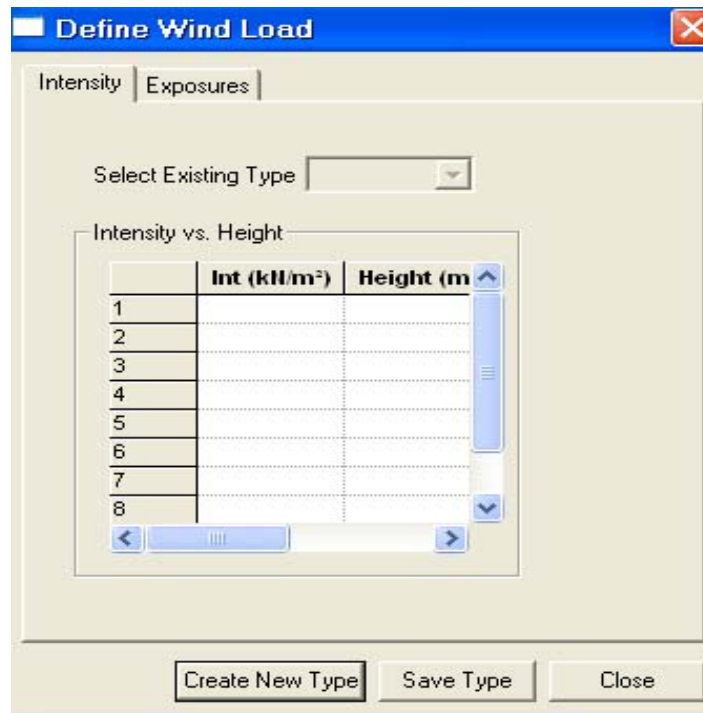 Define Wind Load
Intensity Exposures
Select Existing Type
Intensity vs. Height
Int (kN/m²) Height (m
1
2
3
4
5
6
7
8
Create New Type Save Type Close